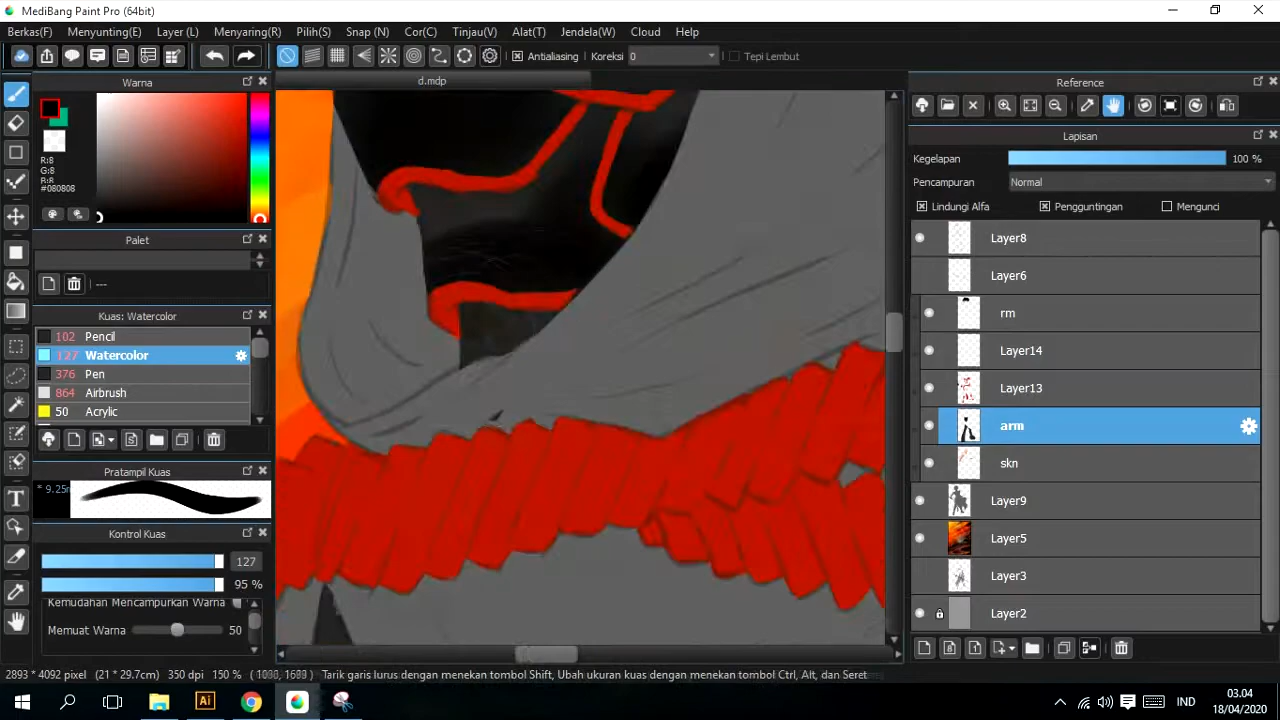 MediBang Paint Pro (64bit)
Berkas(F) Menyunting(E) Layer (L) Menyaring(R) Pilih(S) Snap (N) Cor(C) Tinjau(V) Alat(T) Jendela(W) Cloud Help
Antialiasing Koreksi 0 Tepi Lembut
Warna
d.mdp
Reference
R:8
G:8
B:8
#080808
Lapisan
Kegelapan 100 %
Pencampuran Normal
Lindungi Alfa Pengguntingan Mengunci
Palet
---
Kuas: Watercolor
102 Pencil
127 Watercolor
376 Pen
864 Airbrush
50 Acrylic
Layer8
Layer6
rm
Layer14
Layer13
arm
skn
Layer9
Layer5
Layer3
Layer2
Pratampil Kuas
Kontrol Kuas
127
95 %
Kemudahan Mencampurkan Warna
Memuat Warna 50
2893 * 4092 pixel (21 * 29.7cm) 350 dpi 150 % Tarik garis lurus dengan menekan tombol Shift, Ubah ukuran kuas dengan menekan tombol Ctrl, Alt, dan Seret
Ai
IND
03.04
18/04/2020